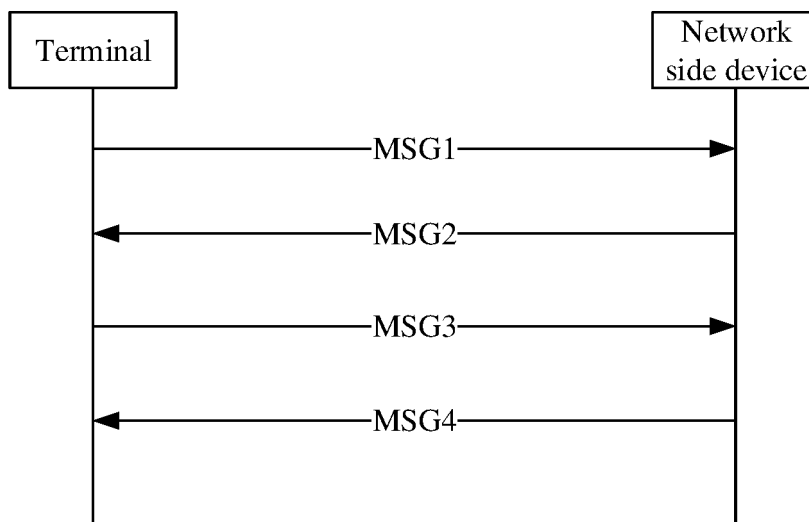 Terminal
Network
side device
MSG1
MSG2
MSG3
MSG4